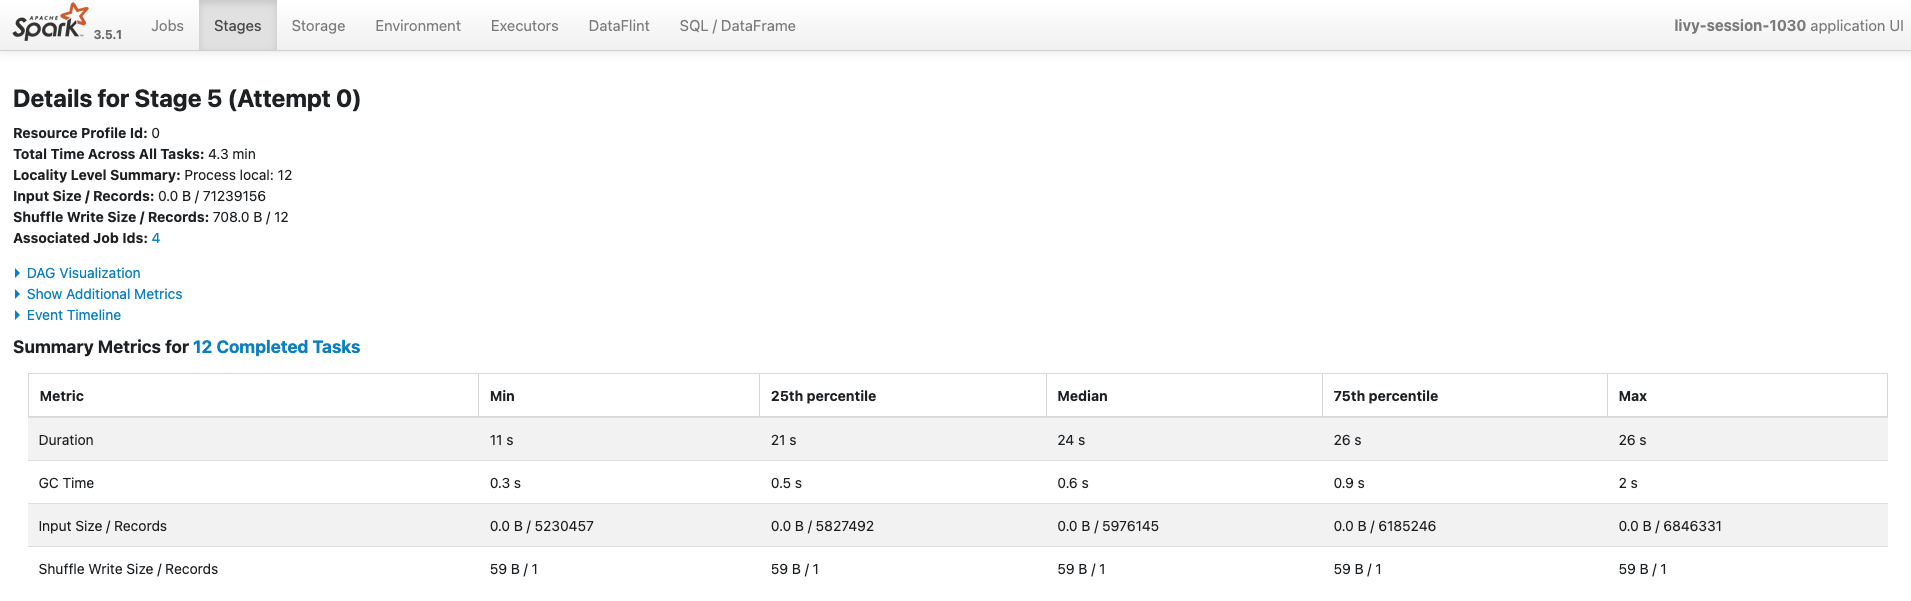 APACHE
Spark 3.5.1 Jobs Stages Storage Environment Executors DataFlint SQL / DataFrame livy-session-1030 application UI
Details for Stage 5 (Attempt 0)
Resource Profile Id: 0
Total Time Across All Tasks: 4.3 min
Locality Level Summary: Process local: 12
Input Size / Records: 0.0 B / 71239156
Shuffle Write Size / Records: 708.0 B / 12
Associated Job Ids: 4
DAG Visualization
Show Additional Metrics
Event Timeline
Summary Metrics for 12 Completed Tasks
Metric Min 25th percentile Median 75th percentile Max
Duration 11 s 21 s 24 s 26 s 26 s
GC Time 0.3 s 0.5 s 0.6 s 0.9 s 2 s
Input Size / Records 0.0 B / 5230457 0.0 B / 5827492 0.0 B / 5976145 0.0 B / 6185246 0.0 B / 6846331
Shuffle Write Size / Records 59 B / 1 59 B / 1 59 B / 1 59 B / 1 59 B / 1